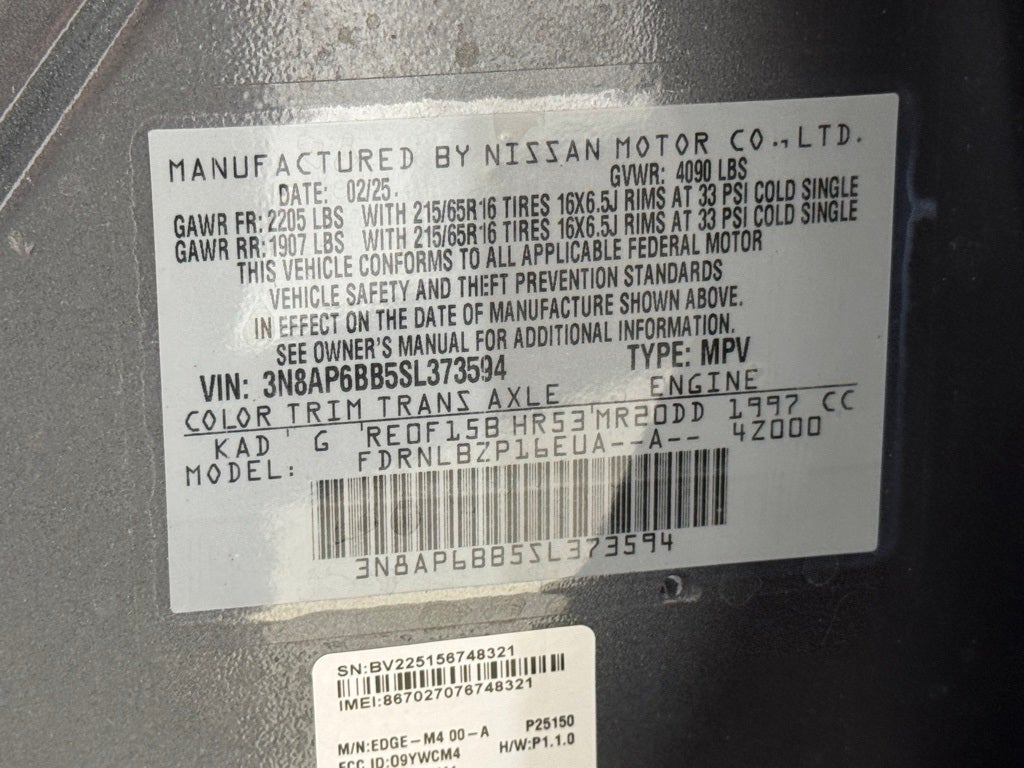 MANUFACTURED BY NISSAN MOTOR CO.,LTD.
DATE: 02/25. GVWR: 4090 LBS
GAWR FR: 2205 LBS WITH 215/65R16 TIRES 16X6.5J RIMS AT 33 PSI COLD SINGLE
GAWR RR: 1907 LBS WITH 215/65R16 TIRES 16X6.5J RIMS AT 33 PSI COLD SINGLE
THIS VEHICLE CONFORMS TO ALL APPLICABLE FEDERAL MOTOR
VEHICLE SAFETY AND THEFT PREVENTION STANDARDS
IN EFFECT ON THE DATE OF MANUFACTURE SHOWN ABOVE.
SEE OWNER'S MANUAL FOR ADDITIONAL INFORMATION.
VIN: 3N8AP6BB5SL373594 TYPE: MPV
COLOR TRIM TRANS AXLE ENGINE
KAD G RE0F15B HR53 MR20DD 1997 CC
MODEL: FDRNLBZP16EUA--A-- 4Z000
3N8AP6BB5SL373594
SN:BV225156748321
IMEI:867027076748321
M/N:EDGE-M4 00-A P25150
FCC ID:09YWCM4 H/W:P1.1.0